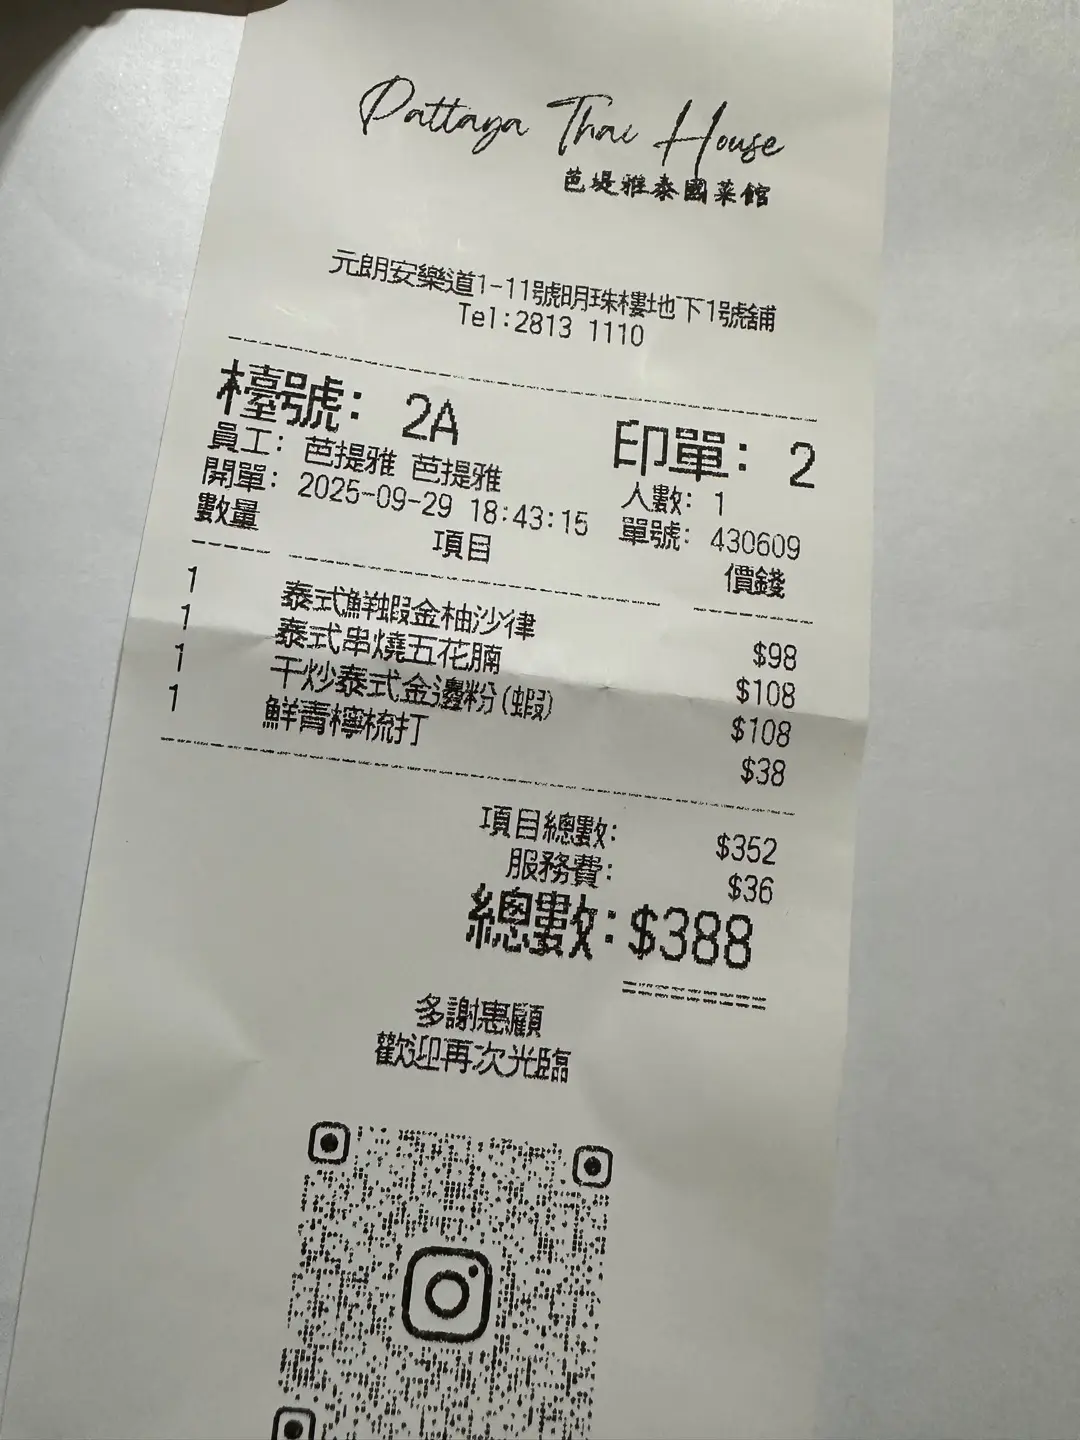 Pattaya Thai House
芭堤雅泰國菜館
元朗安樂道1-11號明珠樓地下1號舖
Tel:2813 1110
檯號: 2A 印單: 2
員工: 芭提雅 芭提雅 人數: 1
開單: 2025-09-29 18:43:15 單號: 430609
數量 項目 價錢
1 泰式鮮蝦金柚沙律 $98
1 泰式串燒五花腩 $108
1 干炒泰式金邊粉(蝦) $108
1 鮮青檸梳打 $38
項目總數: $352
服務費: $36
總數: $388
多謝惠顧
歡迎再次光臨